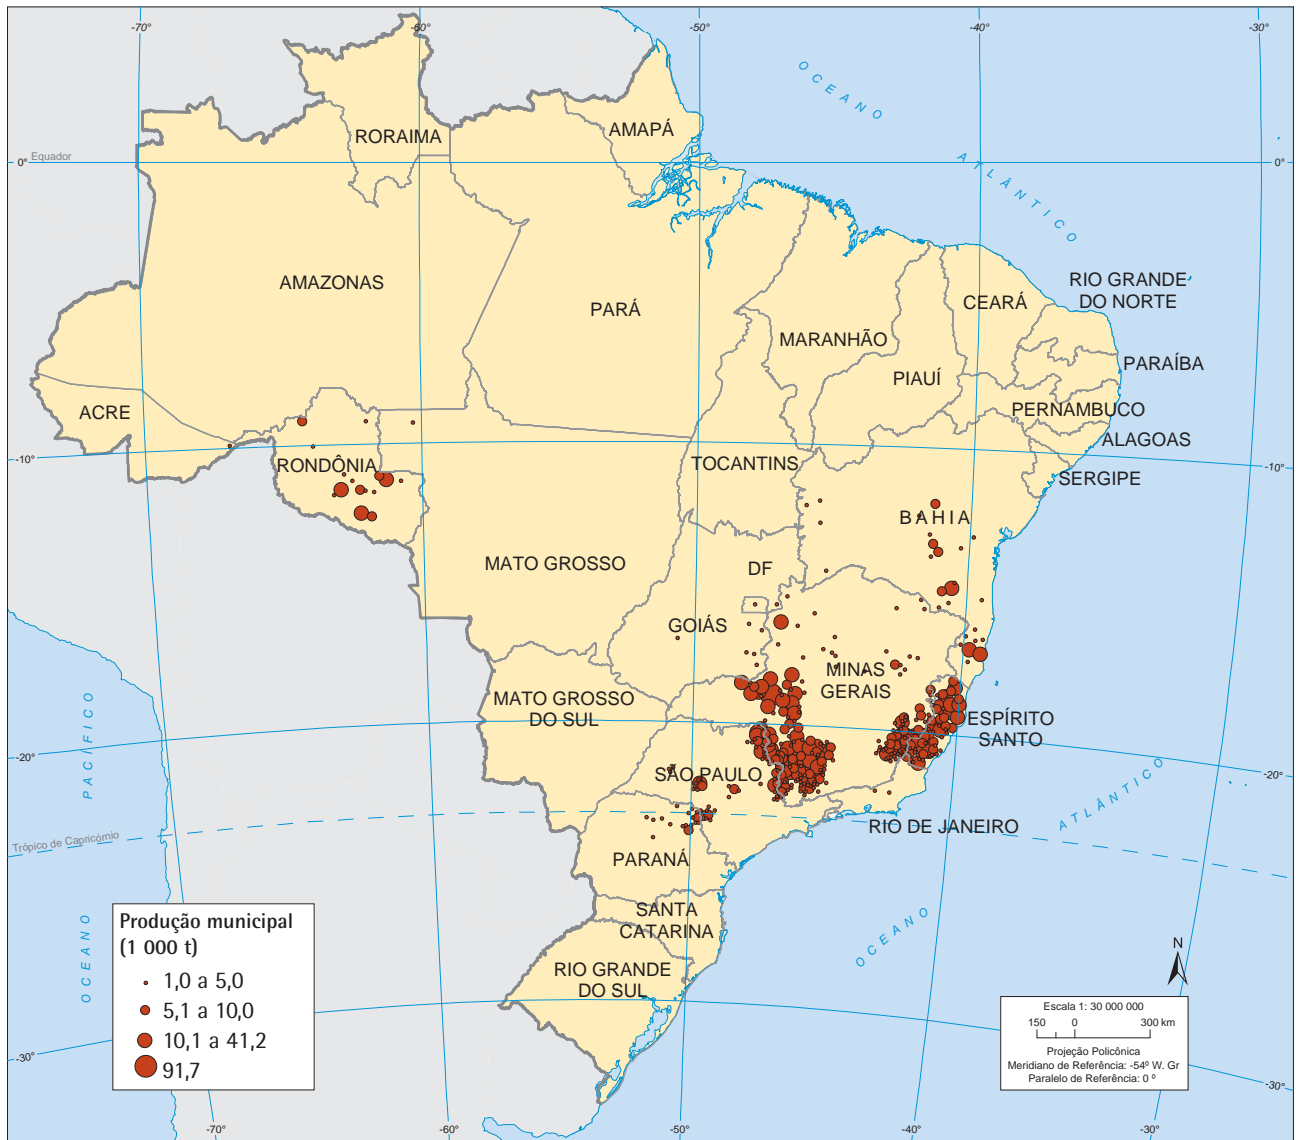 -70°
-60°
-50°
-40°
-30°
OCEANO
ATLÂNTICO
0°
Equador
0°
RORAIMA
AMAPÁ
AMAZONAS
PARÁ
MARANHÃO
CEARÁ
RIO GRANDE
DO NORTE
PIAUÍ
PARAÍBA
PERNAMBUCO
ALAGOAS
SERGIPE
ACRE
-10°
RONDÔNIA
TOCANTINS
BAHIA
-10°
MATO GROSSO
DF
GOIÁS
MINAS
GERAIS
MATO GROSSO
DO SUL
ESPÍRITO
SANTO
-20°
SÃO PAULO
-20°
RIO DE JANEIRO
Trópico de Capricórnio
PARANÁ
SANTA
CATARINA
RIO GRANDE
DO SUL
OCEANO
PACÍFICO
OCEANO
ATLÂNTICO
Produção municipal
(1 000 t)
1,0 a 5,0
5,1 a 10,0
10,1 a 41,2
91,7
N
Escala 1: 30 000 000
150 0 300 km
Projeção Policônica
Meridiano de Referência: -54º W. Gr
Paralelo de Referência: 0 º
-30°
-30°
-70°
-60°
-50°
-40°
-30°